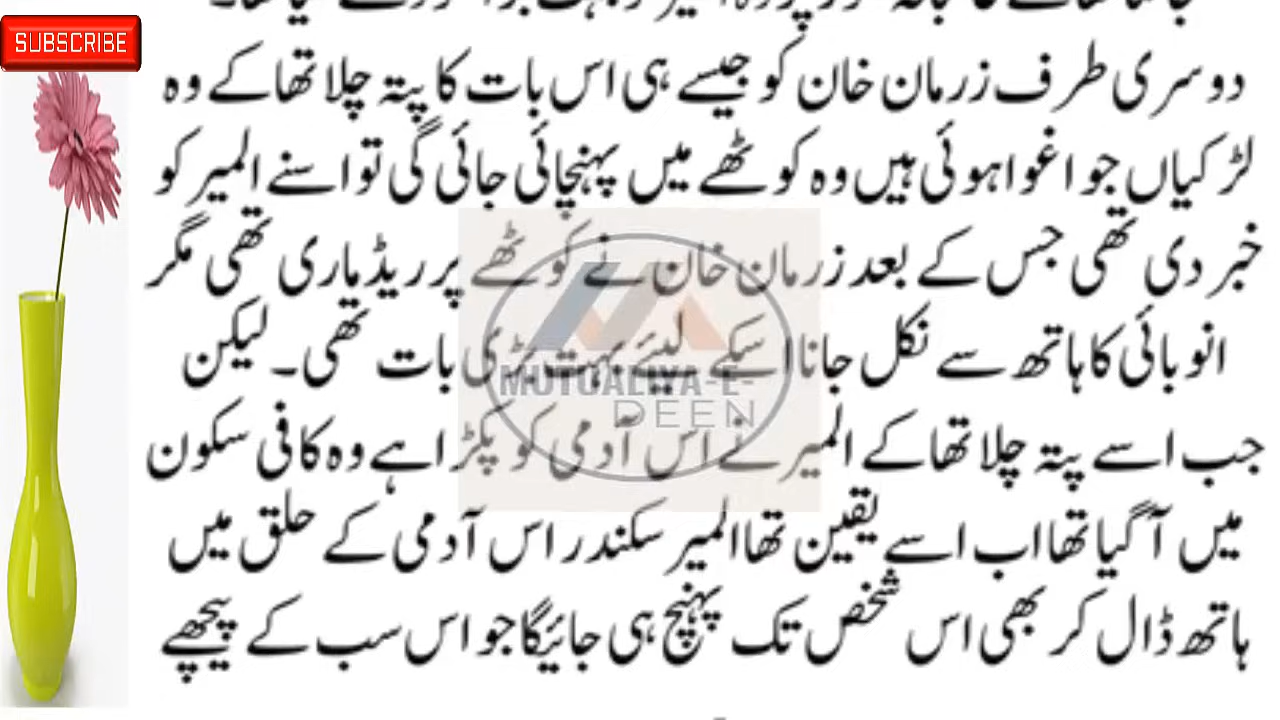 SUBSCRIBE
دوسری طرف زرمان خان کو جیسے ہی اس بات کا پتہ چلا تھا کے وہ
لڑکیاں جو اغوا ہوئی ہیں وہ کوٹھے میں پہنچائی جائی گی تو اسنے المیر کو
خبر دی تھی جس کے بعد زرمان خان نے کوٹھے پر ریڈ ماری تھی مگر
انو بائی کا ہاتھ سے نکل جانا اسکے لیئے بہت بڑی بات تھی۔ لیکن
جب اسے پتہ چلا تھا کے المیر نے اس آدمی کو پکڑا ہے وہ کافی سکون
میں آ گیا تھا اب اسے یقین تھا المیر سکندر اس آدمی کے حلق میں
ہاتھ ڈال کر بھی اس شخص تک پہنچ ہی جائیگا جو اس سب کے پیچھے
MUTUALIYA-E-
DEEN